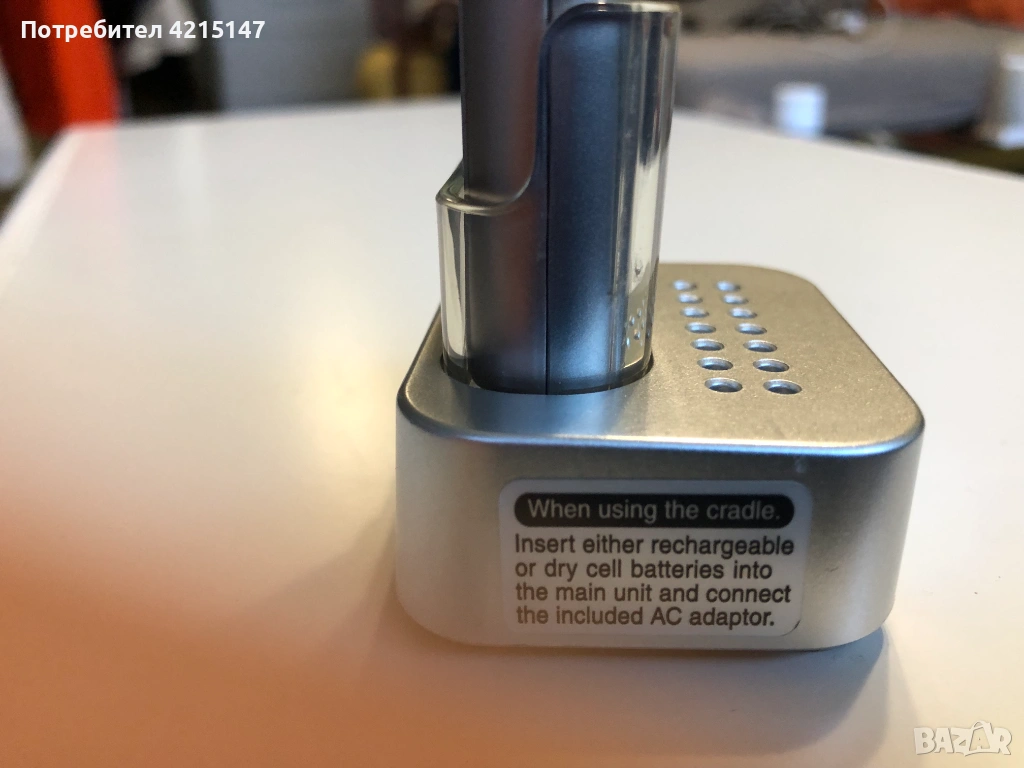 Потребител 4215147
When using the cradle.
Insert either rechargeable
or dry cell batteries into
the main unit and connect
the included AC adaptor.
BAZAR